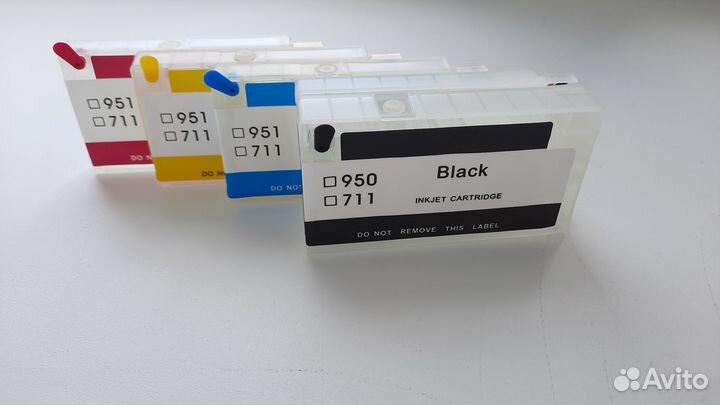 ☐ 951
☐ 711
DO NO
☐ 951
☐ 711
DO NOT
☐ 951
☐ 711
DO NOT
☐ 950
☐ 711
Black
INKJET CARTRIDGE
DO NOT REMOVE THIS LABEL
Avito